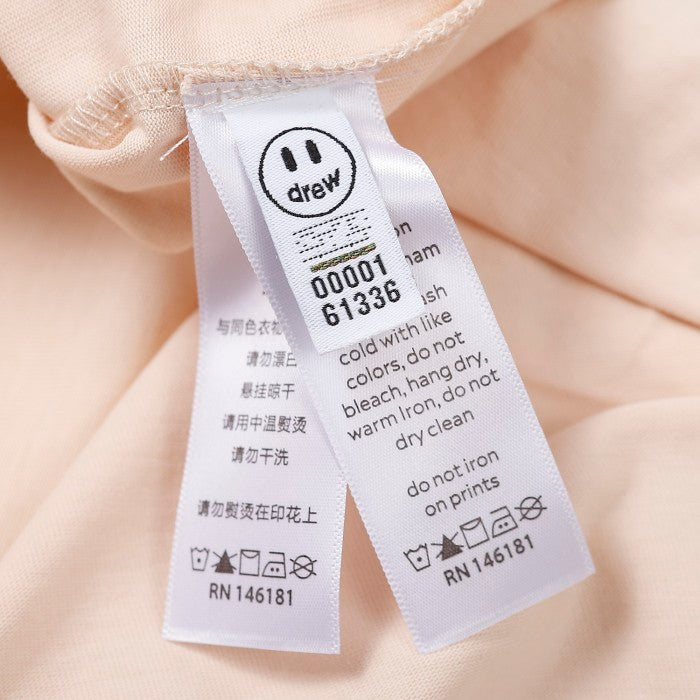 drew
00001
61336
与同色衣物
请勿漂白
悬挂晾干
请用中温熨烫
请勿干洗
请勿熨烫在印花上
RN 146181
cold with like
colors, do not
bleach, hang dry,
warm Iron, do not
dry clean
do not iron
on prints
RN 146181